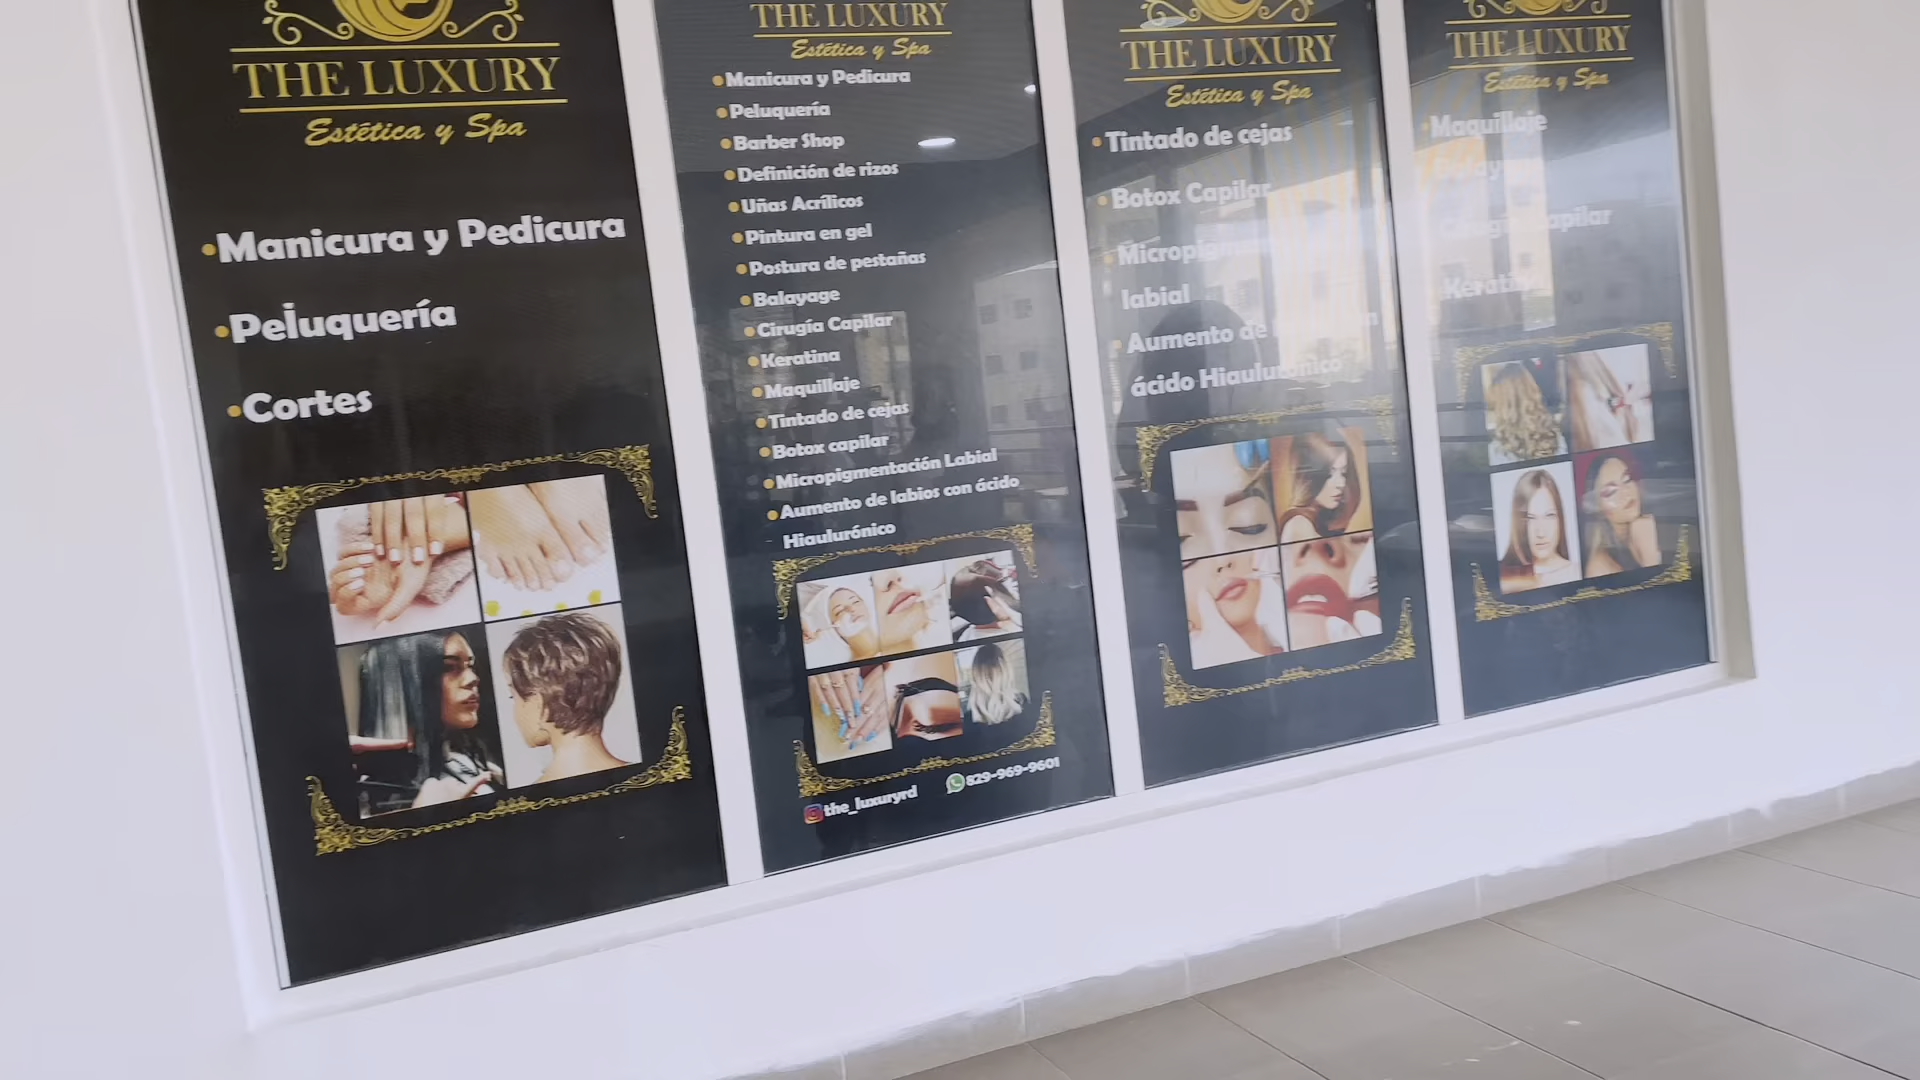 THE LUXURY
Estética y Spa
Manicura y Pedicura
Peluquería
Cortes
THE LUXURY
Estética y Spa
Manicura y Pedicura
Peluquería
Barber Shop
Definición de rizos
Uñas Acrílicos
Pintura en gel
Postura de pestañas
Balayage
Cirugía Capilar
Keratina
Maquillaje
Tintado de cejas
Botox capilar
Micropigmentación Labial
Aumento de labios con ácido
Hiaulurónico
the_luxuryrd
829-969-9601
THE LUXURY
Estética y Spa
Tintado de cejas
Botox Capilar
labial
Aumento de
ácido Hiaulurónico
THE LUXURY
Estética y Spa
Maquillaje
Capilar
Keratina